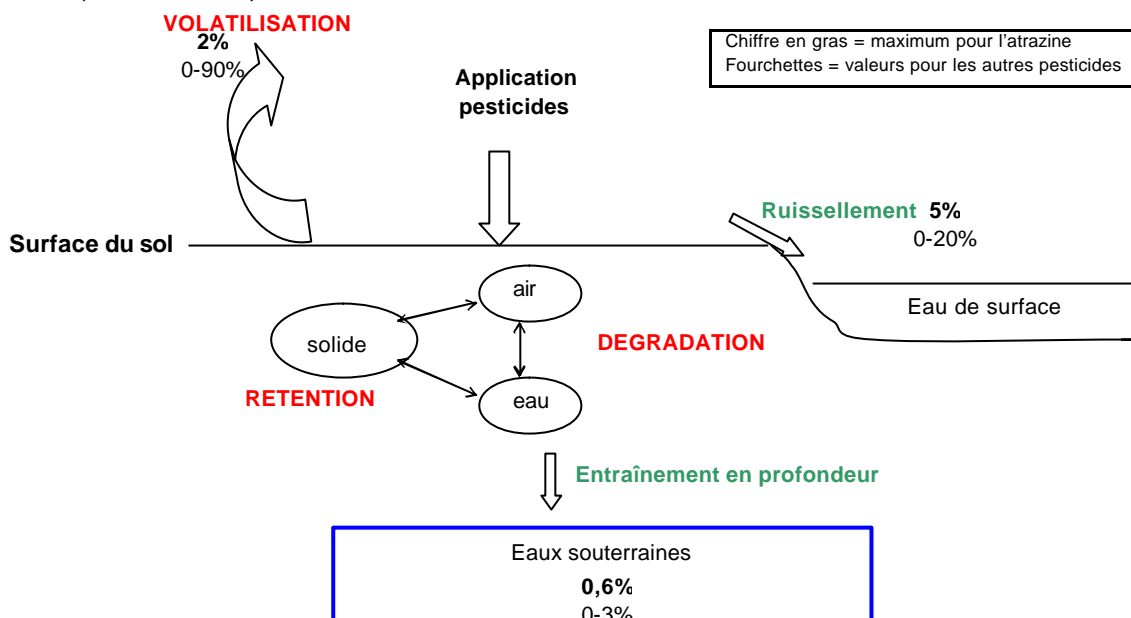 VOLATILISATION
2%
0-90%
Chiffre en gras = maximum pour l'atrazine
Fourchettes = valeurs pour les autres pesticides
Application
pesticides
Ruissellement 5%
0-20%
Surface du sol
Eau de surface
air
solide
DEGRADATION
RETENTION
eau
Entraînement en profondeur
Eaux souterraines
0,6%
0-3%